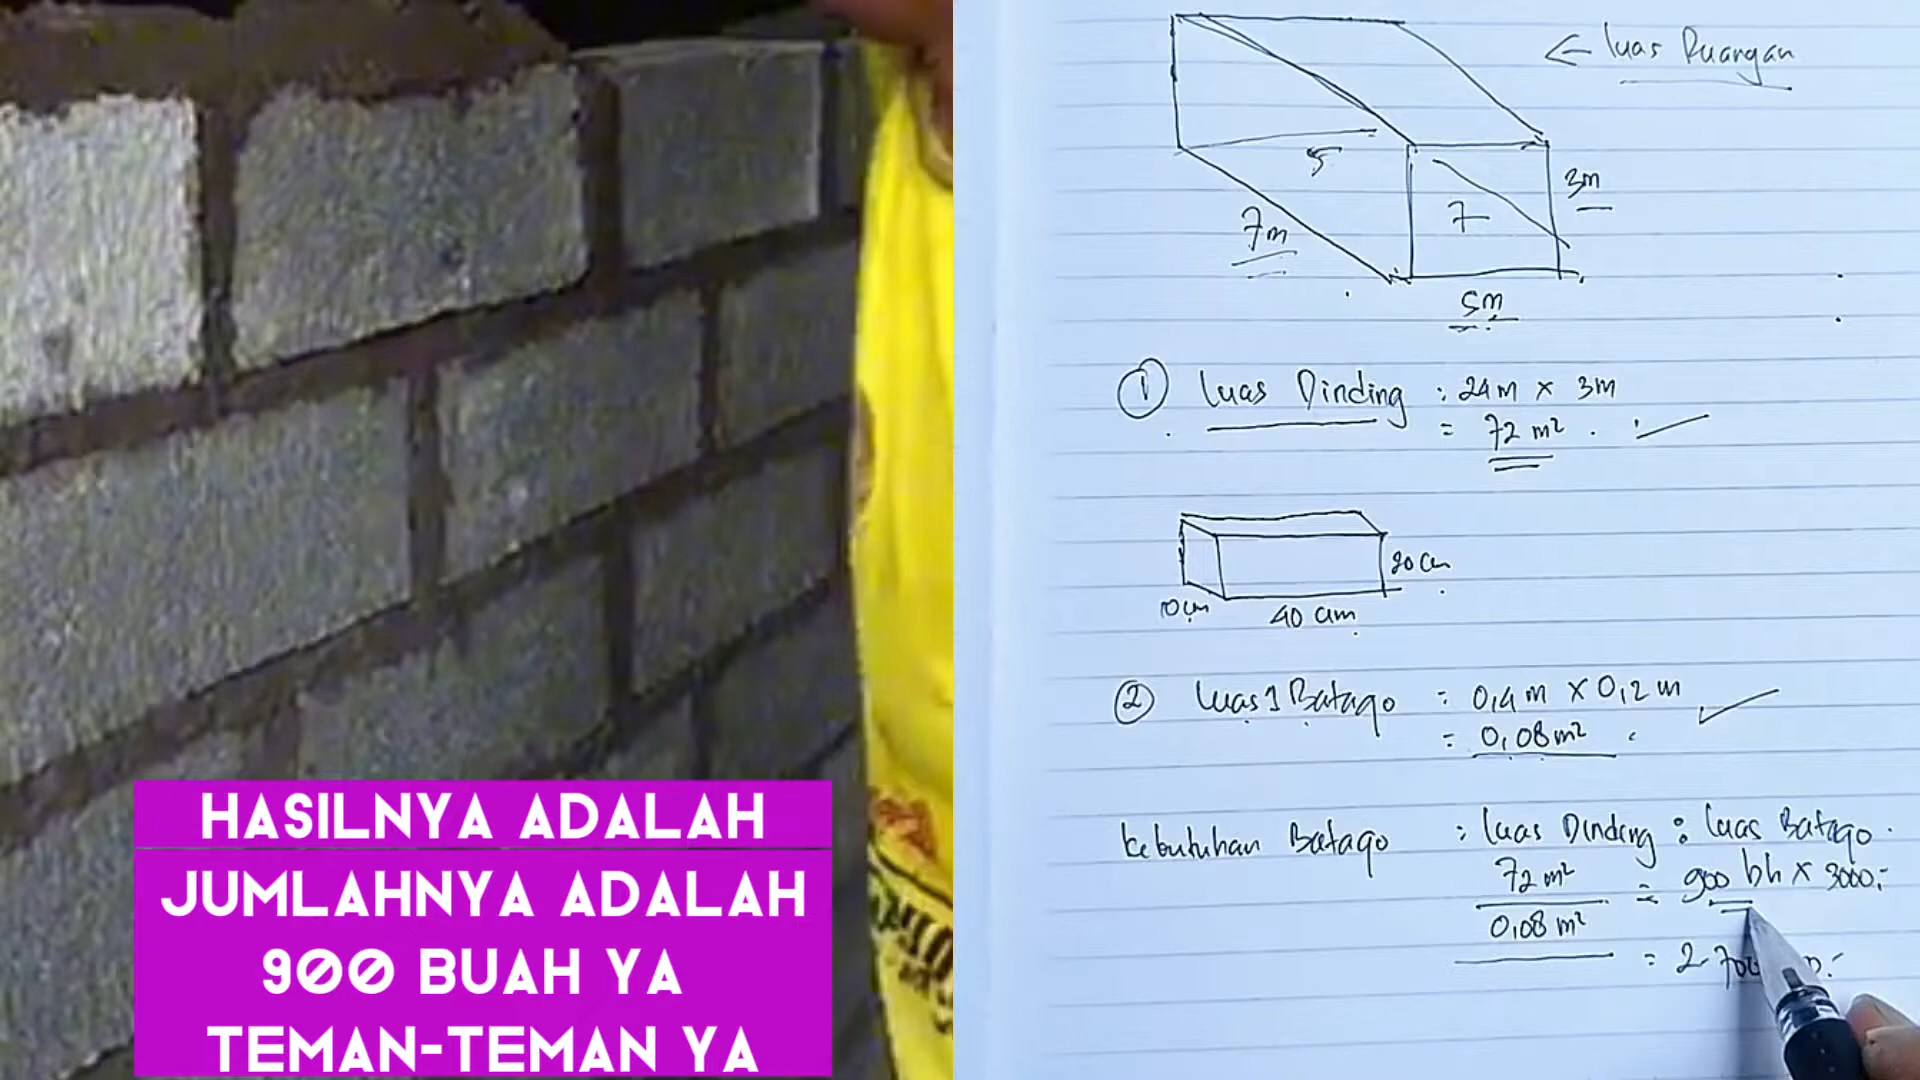 HASILNYA ADALAH
JUMLAHNYA ADALAH
900 BUAH YA
TEMAN-TEMAN YA
← luas Ruangan
5
3m
7
7m
5m
① Luas Dinding : 24m x 3m
= 72 m² .
20 cm
10 cm
40 cm
② Luas 1 Batago : 0,4 m x 0,2 m
= 0,08 m²
kebutuhan Batago : luas Dinding : luas Batago
72 m²
= 900 bh x 3000,-
0,08 m²
= 2.